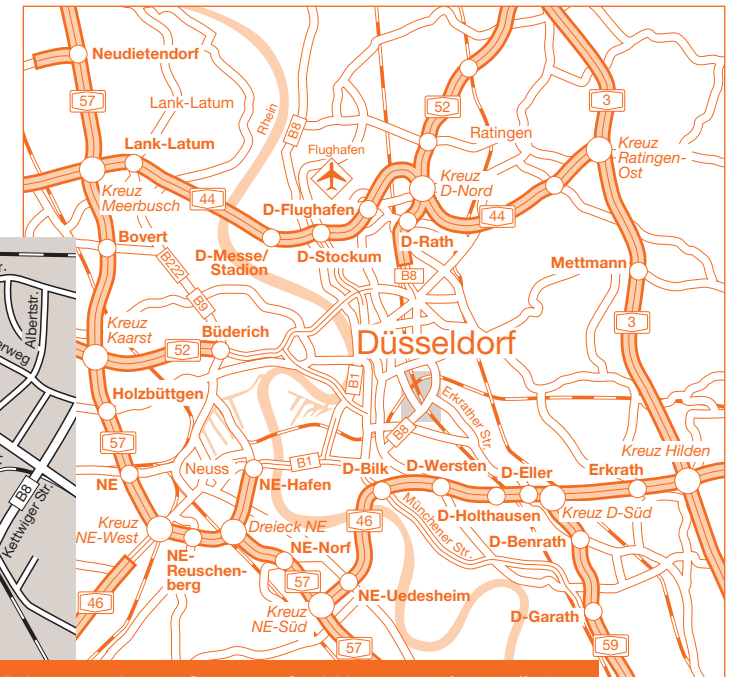 Neudietendorf
57
Lank-Latum
Rhein
B8
52
3
Ratingen
Lank-Latum
Flughafen
Kreuz
Ratingen-
Ost
Kreuz
Meerbusch
44
Kreuz
D-Nord
D-Flughafen
44
Bovert
D-Messe/
Stadion
D-Stockum
D-Rath
B222
B8
Mettmann
B9
Albertstr.
Kreuz
Kaarst
Büderich
52
Düsseldorf
3
B1
Holzbüttgen
Erkrather Str.
57
B8
Kreuz Hilden
Neuss
B1
NE
NE-Hafen
D-Bilk
D-Wersten
D-Eller
Erkrath
B8
Kettwiger Str.
Münchener Str.
D-Holthausen
Kreuz D-Süd
46
Kreuz
NE-West
Dreieck NE
D-Benrath
NE-
Reuschen-
berg
NE-Norf
57
NE-Uedesheim
46
Kreuz
NE-Süd
D-Garath
57
59